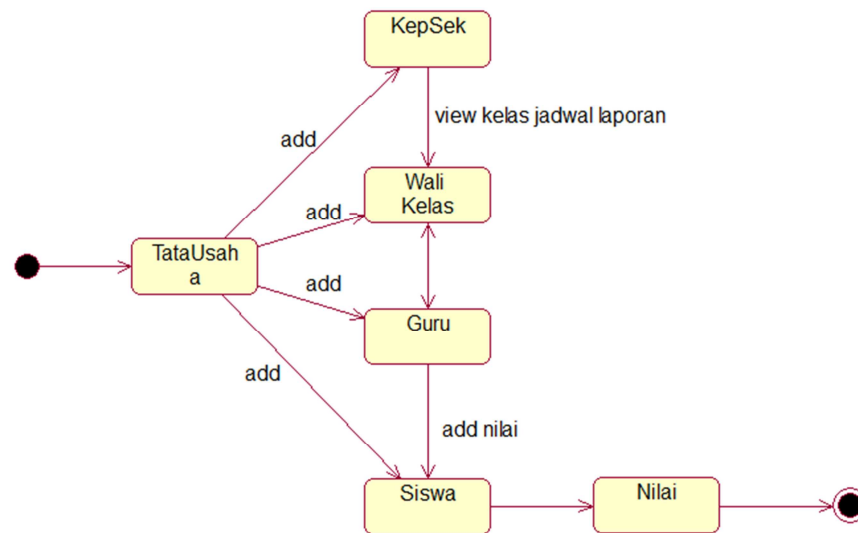 KepSek
view kelas jadwal laporan
add
Wali
Kelas
add
TataUsah
a
add
Guru
add
add nilai
Siswa
Nilai